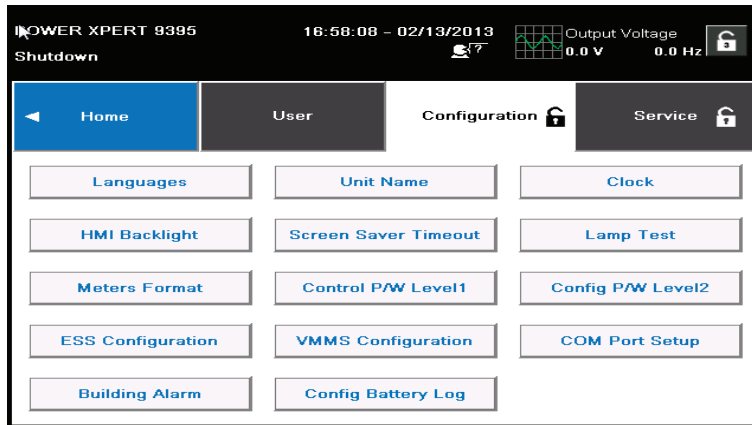 POWER XPERT 9395
16:58:08 - 02/13/2013
Output Voltage
Shutdown
?
0.0 V 0.0 Hz
3
Home
User
Configuration
Service
Languages
Unit Name
Clock
HMI Backlight
Screen Saver Timeout
Lamp Test
Meters Format
Control P/W Level1
Config P/W Level2
ESS Configuration
VMMS Configuration
COM Port Setup
Building Alarm
Config Battery Log